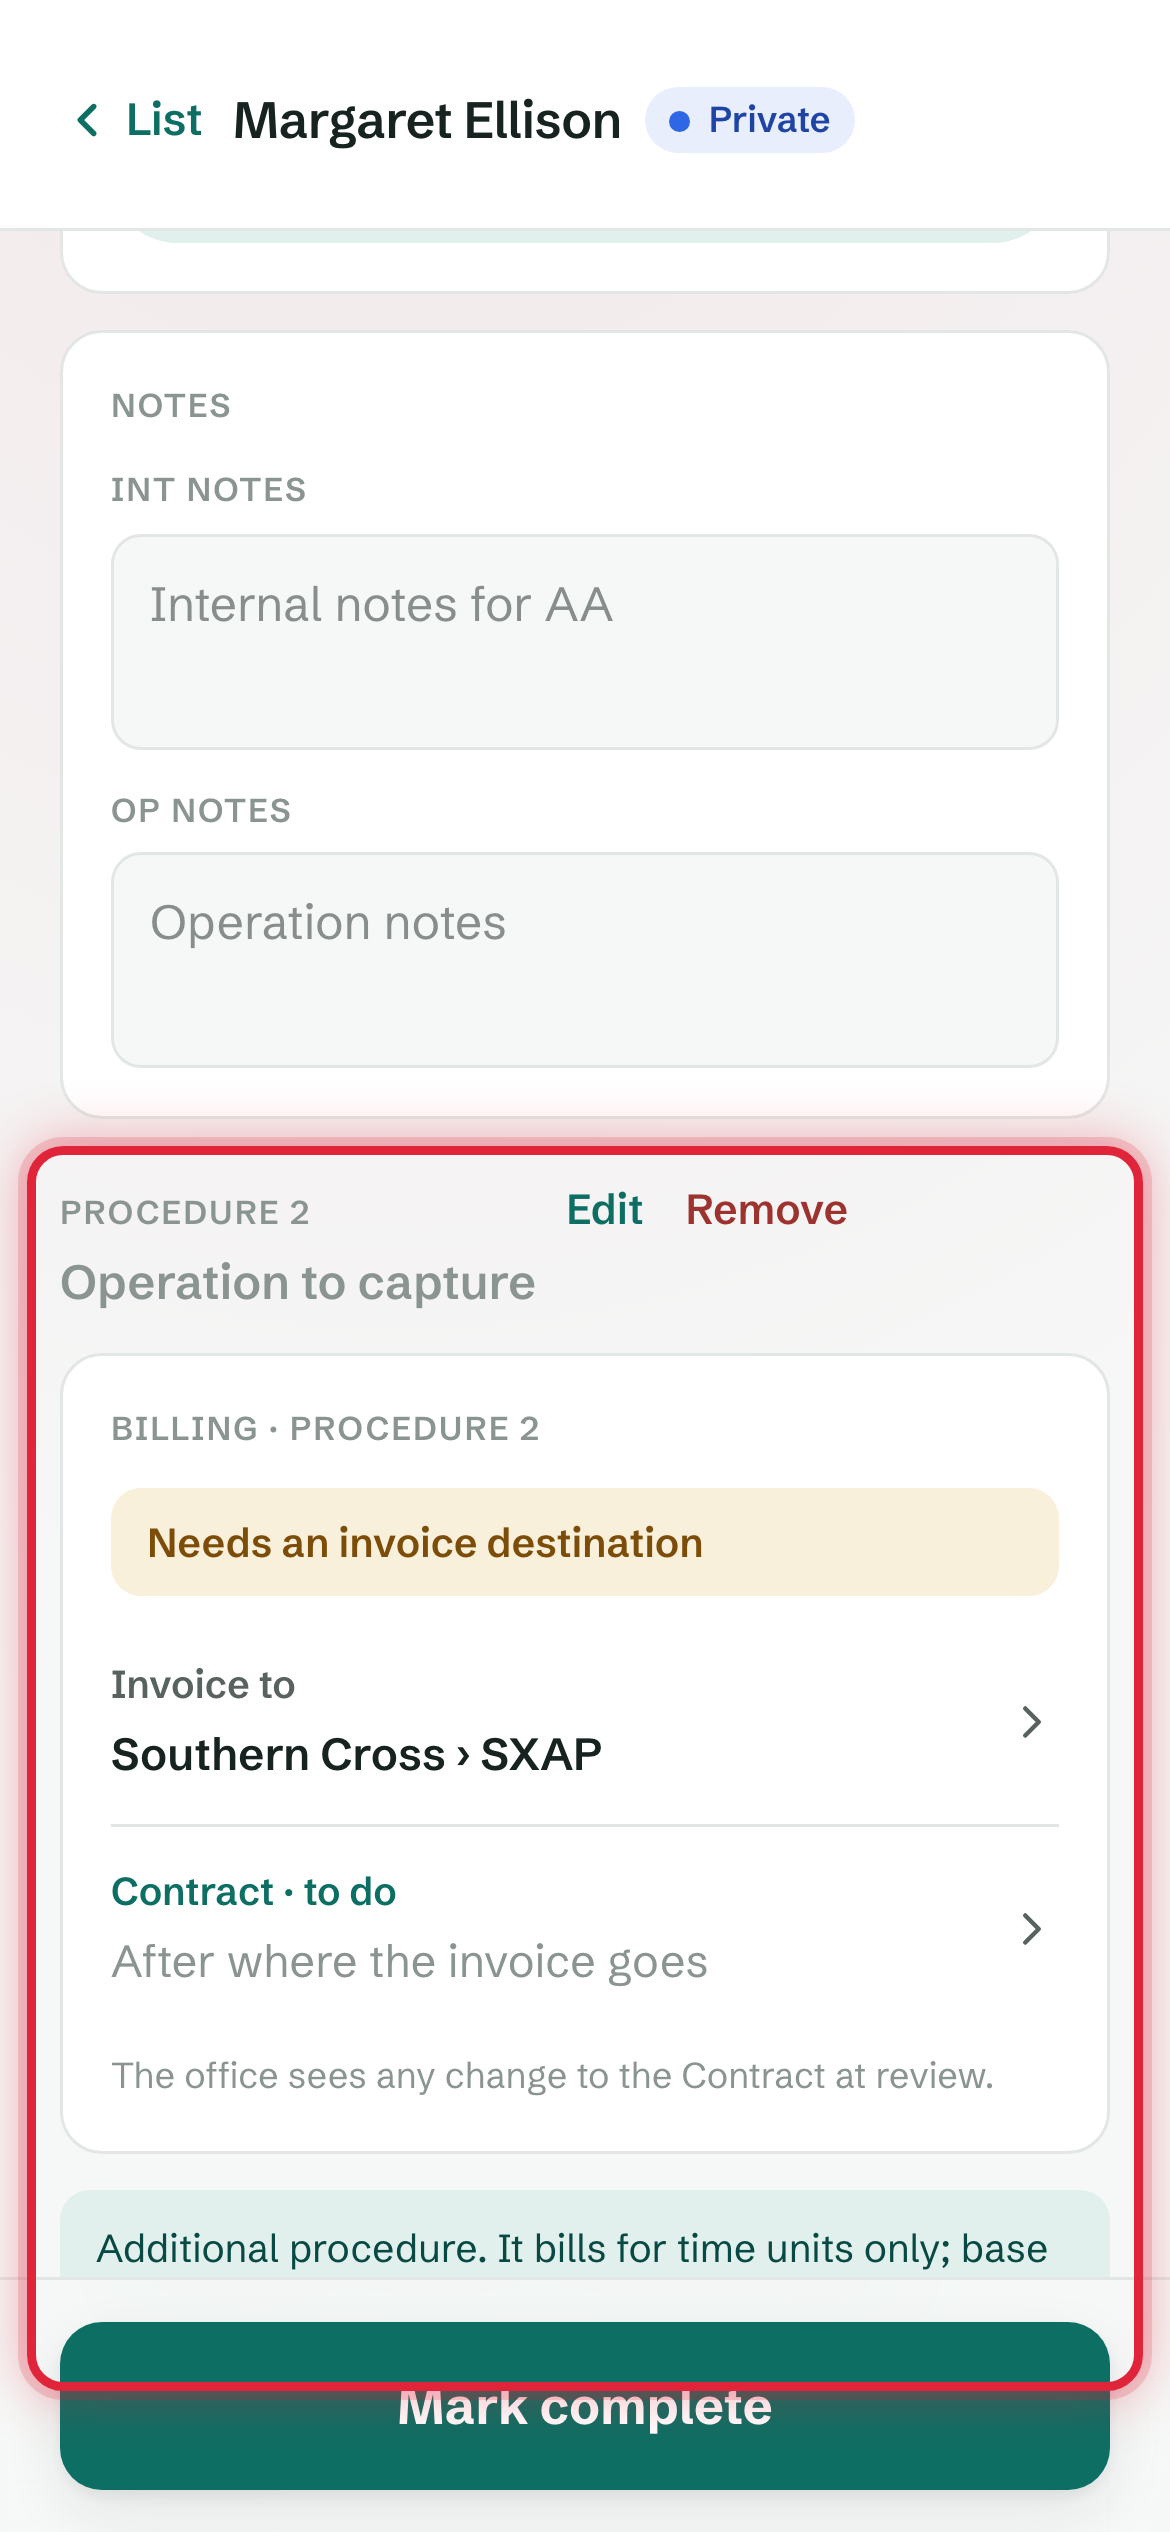 List Margaret Ellison Private
NOTES
INT NOTES
Internal notes for AA
OP NOTES
Operation notes
PROCEDURE 2 Edit Remove
Operation to capture
BILLING · PROCEDURE 2
Needs an invoice destination
Invoice to
Southern Cross › SXAP
Contract · to do
After where the invoice goes
The office sees any change to the Contract at review.
Additional procedure. It bills for time units only; base
Mark complete